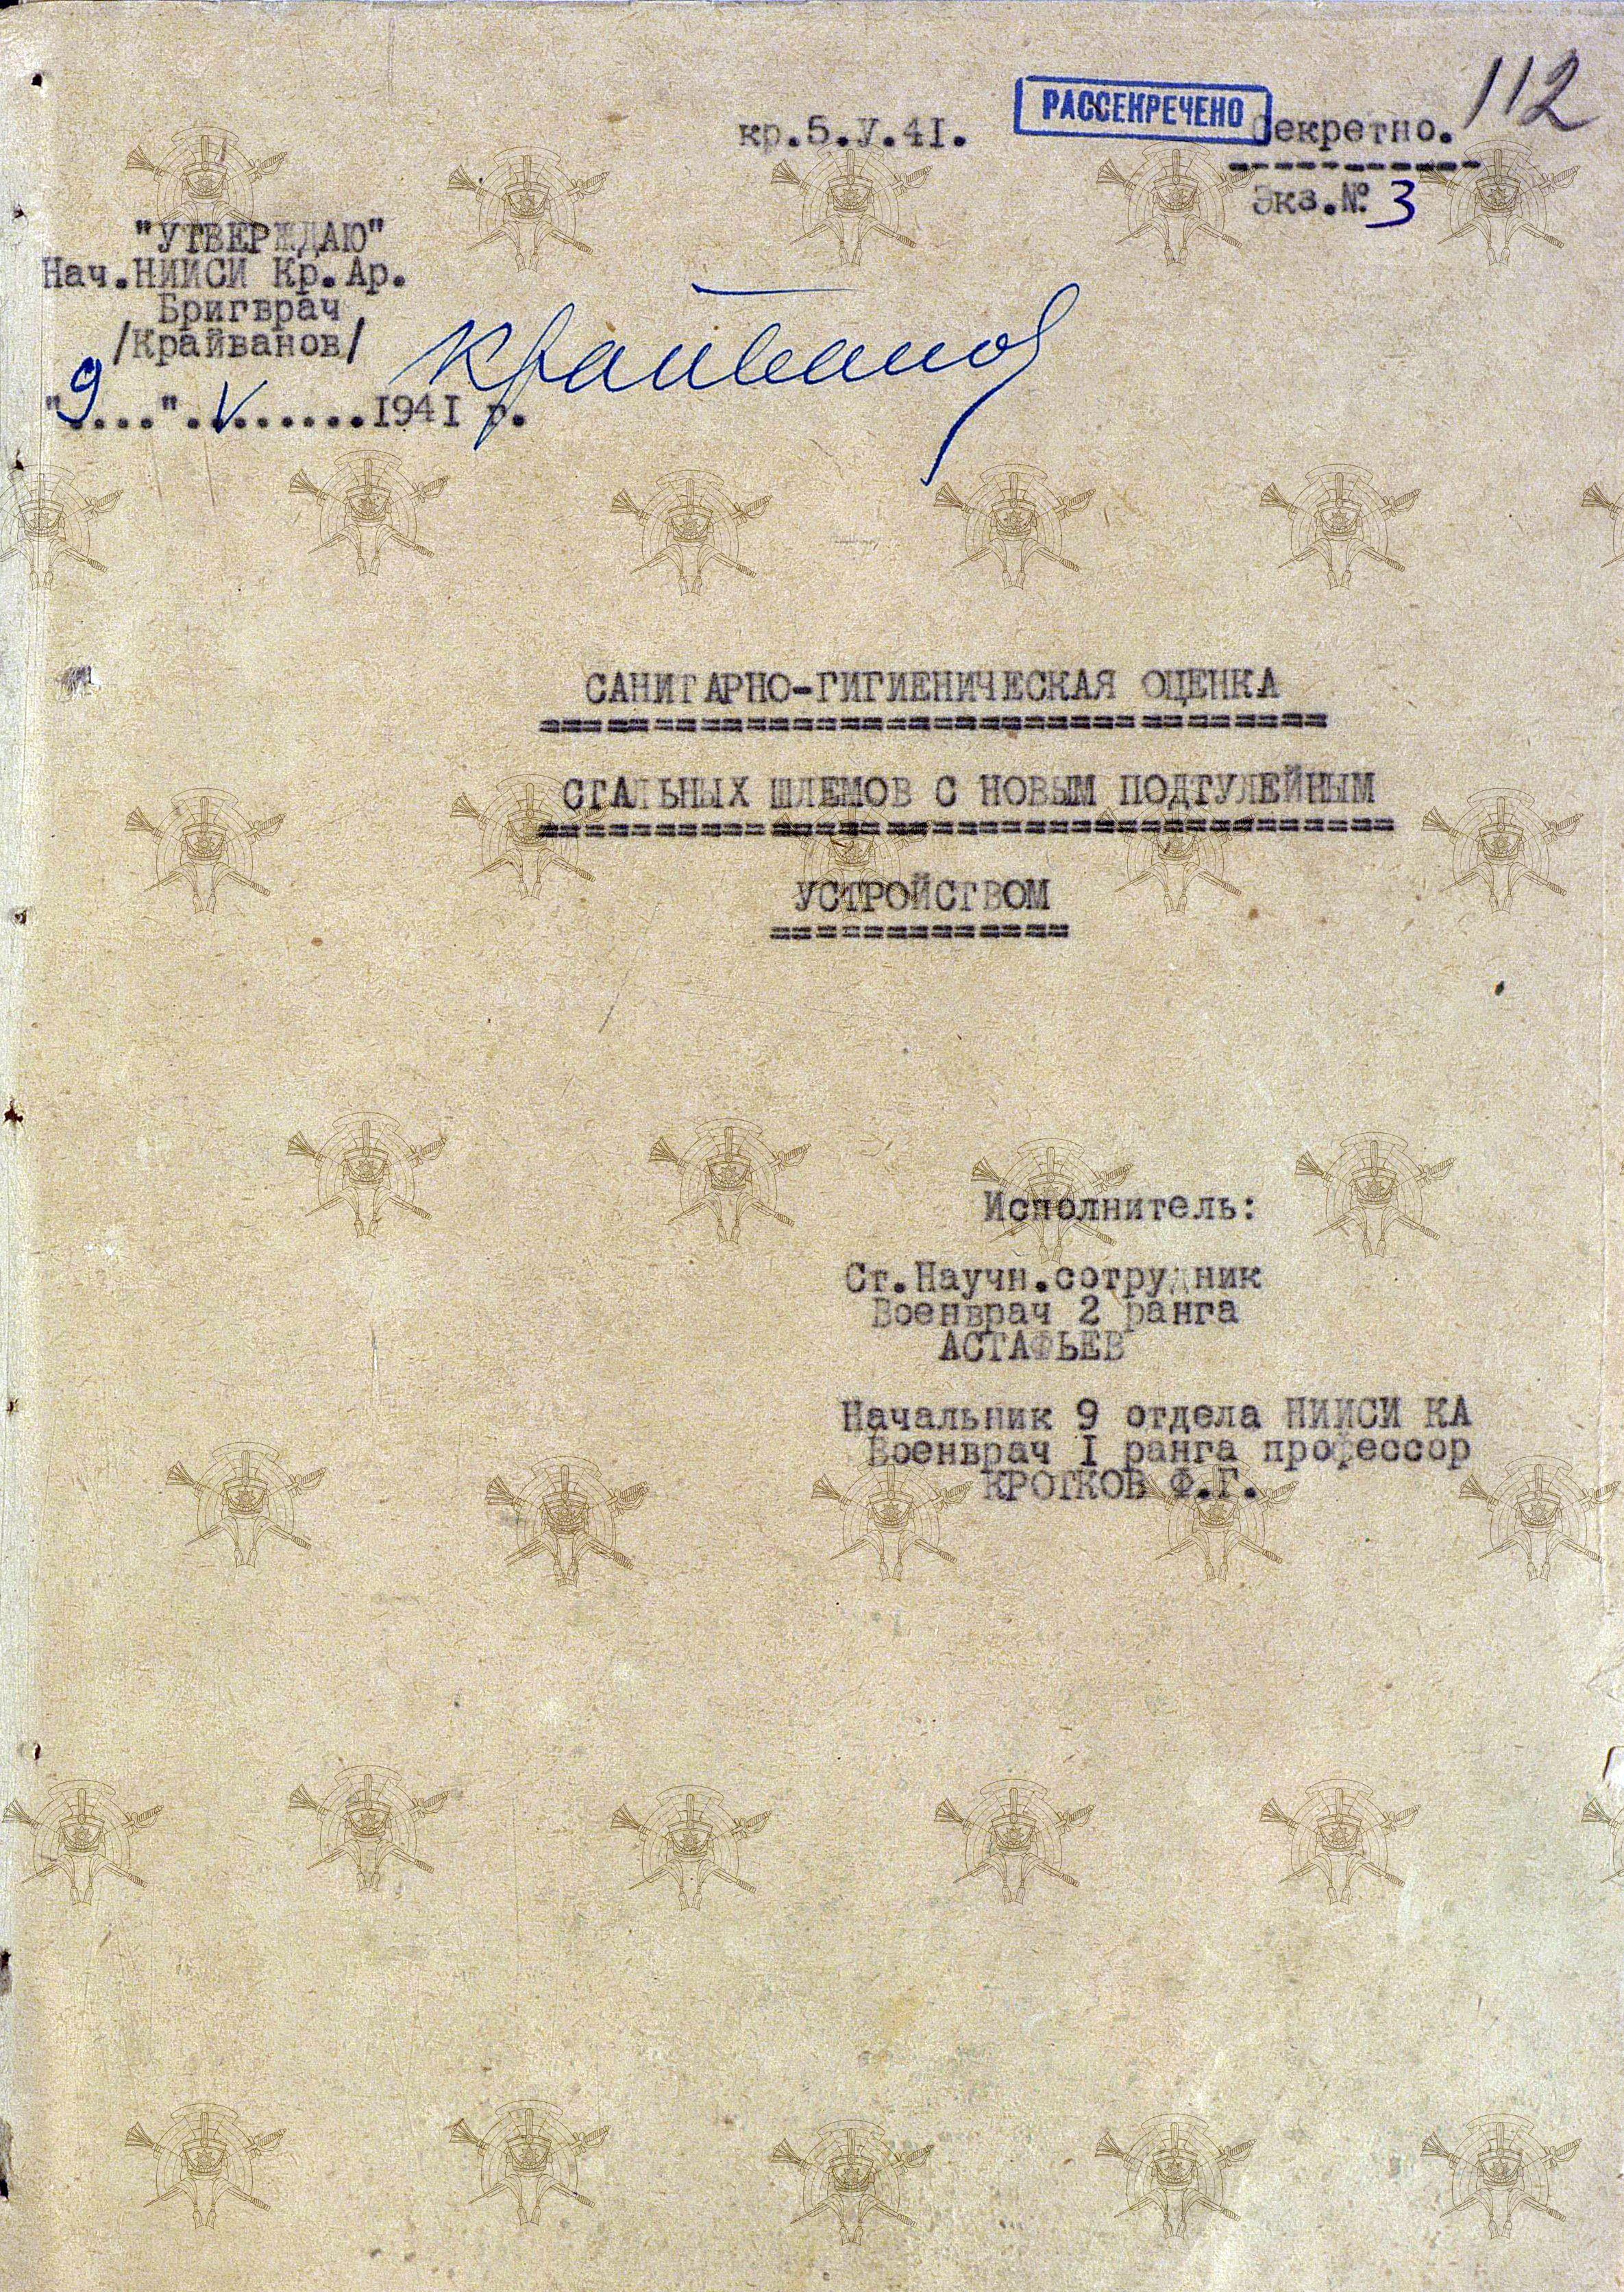 112
РАССЕКРЕЧЕНО
кр.5.У.41. Секретно.
Экз.№ 3
"УТВЕРЖДАЮ"
Нач.НИИСИ Кр.Ар.
Бригврач
/Крайванов/ Крайванов
"9...".V.......1941 г.
САНИТАРНО-ГИГИЕНИЧЕСКАЯ ОЦЕНКА
СТАЛЬНЫХ ШЛЕМОВ С НОВЫМ ПОДТУЛЕЙНЫМ
УСТРОЙСТВОМ
Исполнитель:
Ст.Научн.сотрудник
Военврач 2 ранга
АСТАФЬЕВ
Начальник 9 отдела НИИСИ КА
Военврач I ранга профессор
КРОТКОВ Ф.Г.